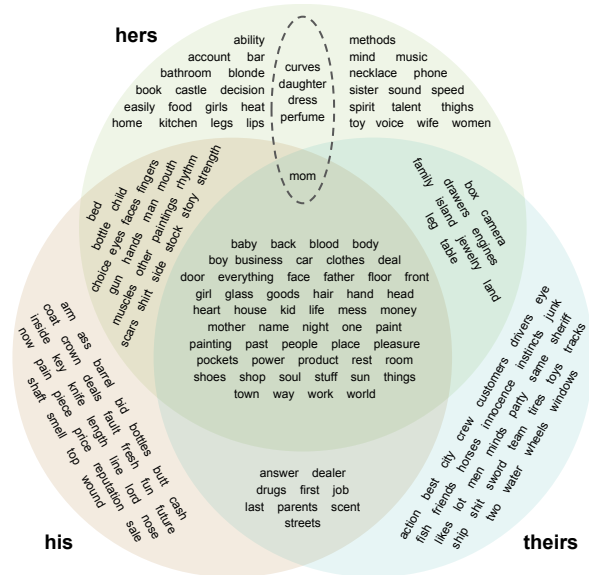 hers
ability
account bar
bathroom blonde
book castle decision
easily food girls heat
home kitchen legs lips
curves
daughter
dress
perfume
mom
methods
mind music
necklace phone
sister sound speed
spirit talent thighs
toy voice wife women
bed
bottle child
choice eyes faces fingers
gun hands man mouth
muscles other paintings rhythm
scars shirt side stock story strength
box camera
drawers engines
family island jewelry land
leg table
baby back blood body
boy business car clothes deal
door everything face father floor front
girl glass goods hair hand head
heart house kid life mess money
mother name night one paint
painting past people place pleasure
pockets power product rest room
shoes shop soul stuff sun things
town way work world
arm ass barrel bid bottles butt cash
coat crown deals fault fresh fun future
inside key knife length line lord nose
now pain piece price reputation sale
shaft smell top wound
action best city crew customers drivers eye
fish friends horses innocence instincts junk
likes lot men minds party same sheriff
ship shit sword team tires toys tracks
two water wheels windows
answer dealer
drugs first job
last parents scent
streets
his
theirs